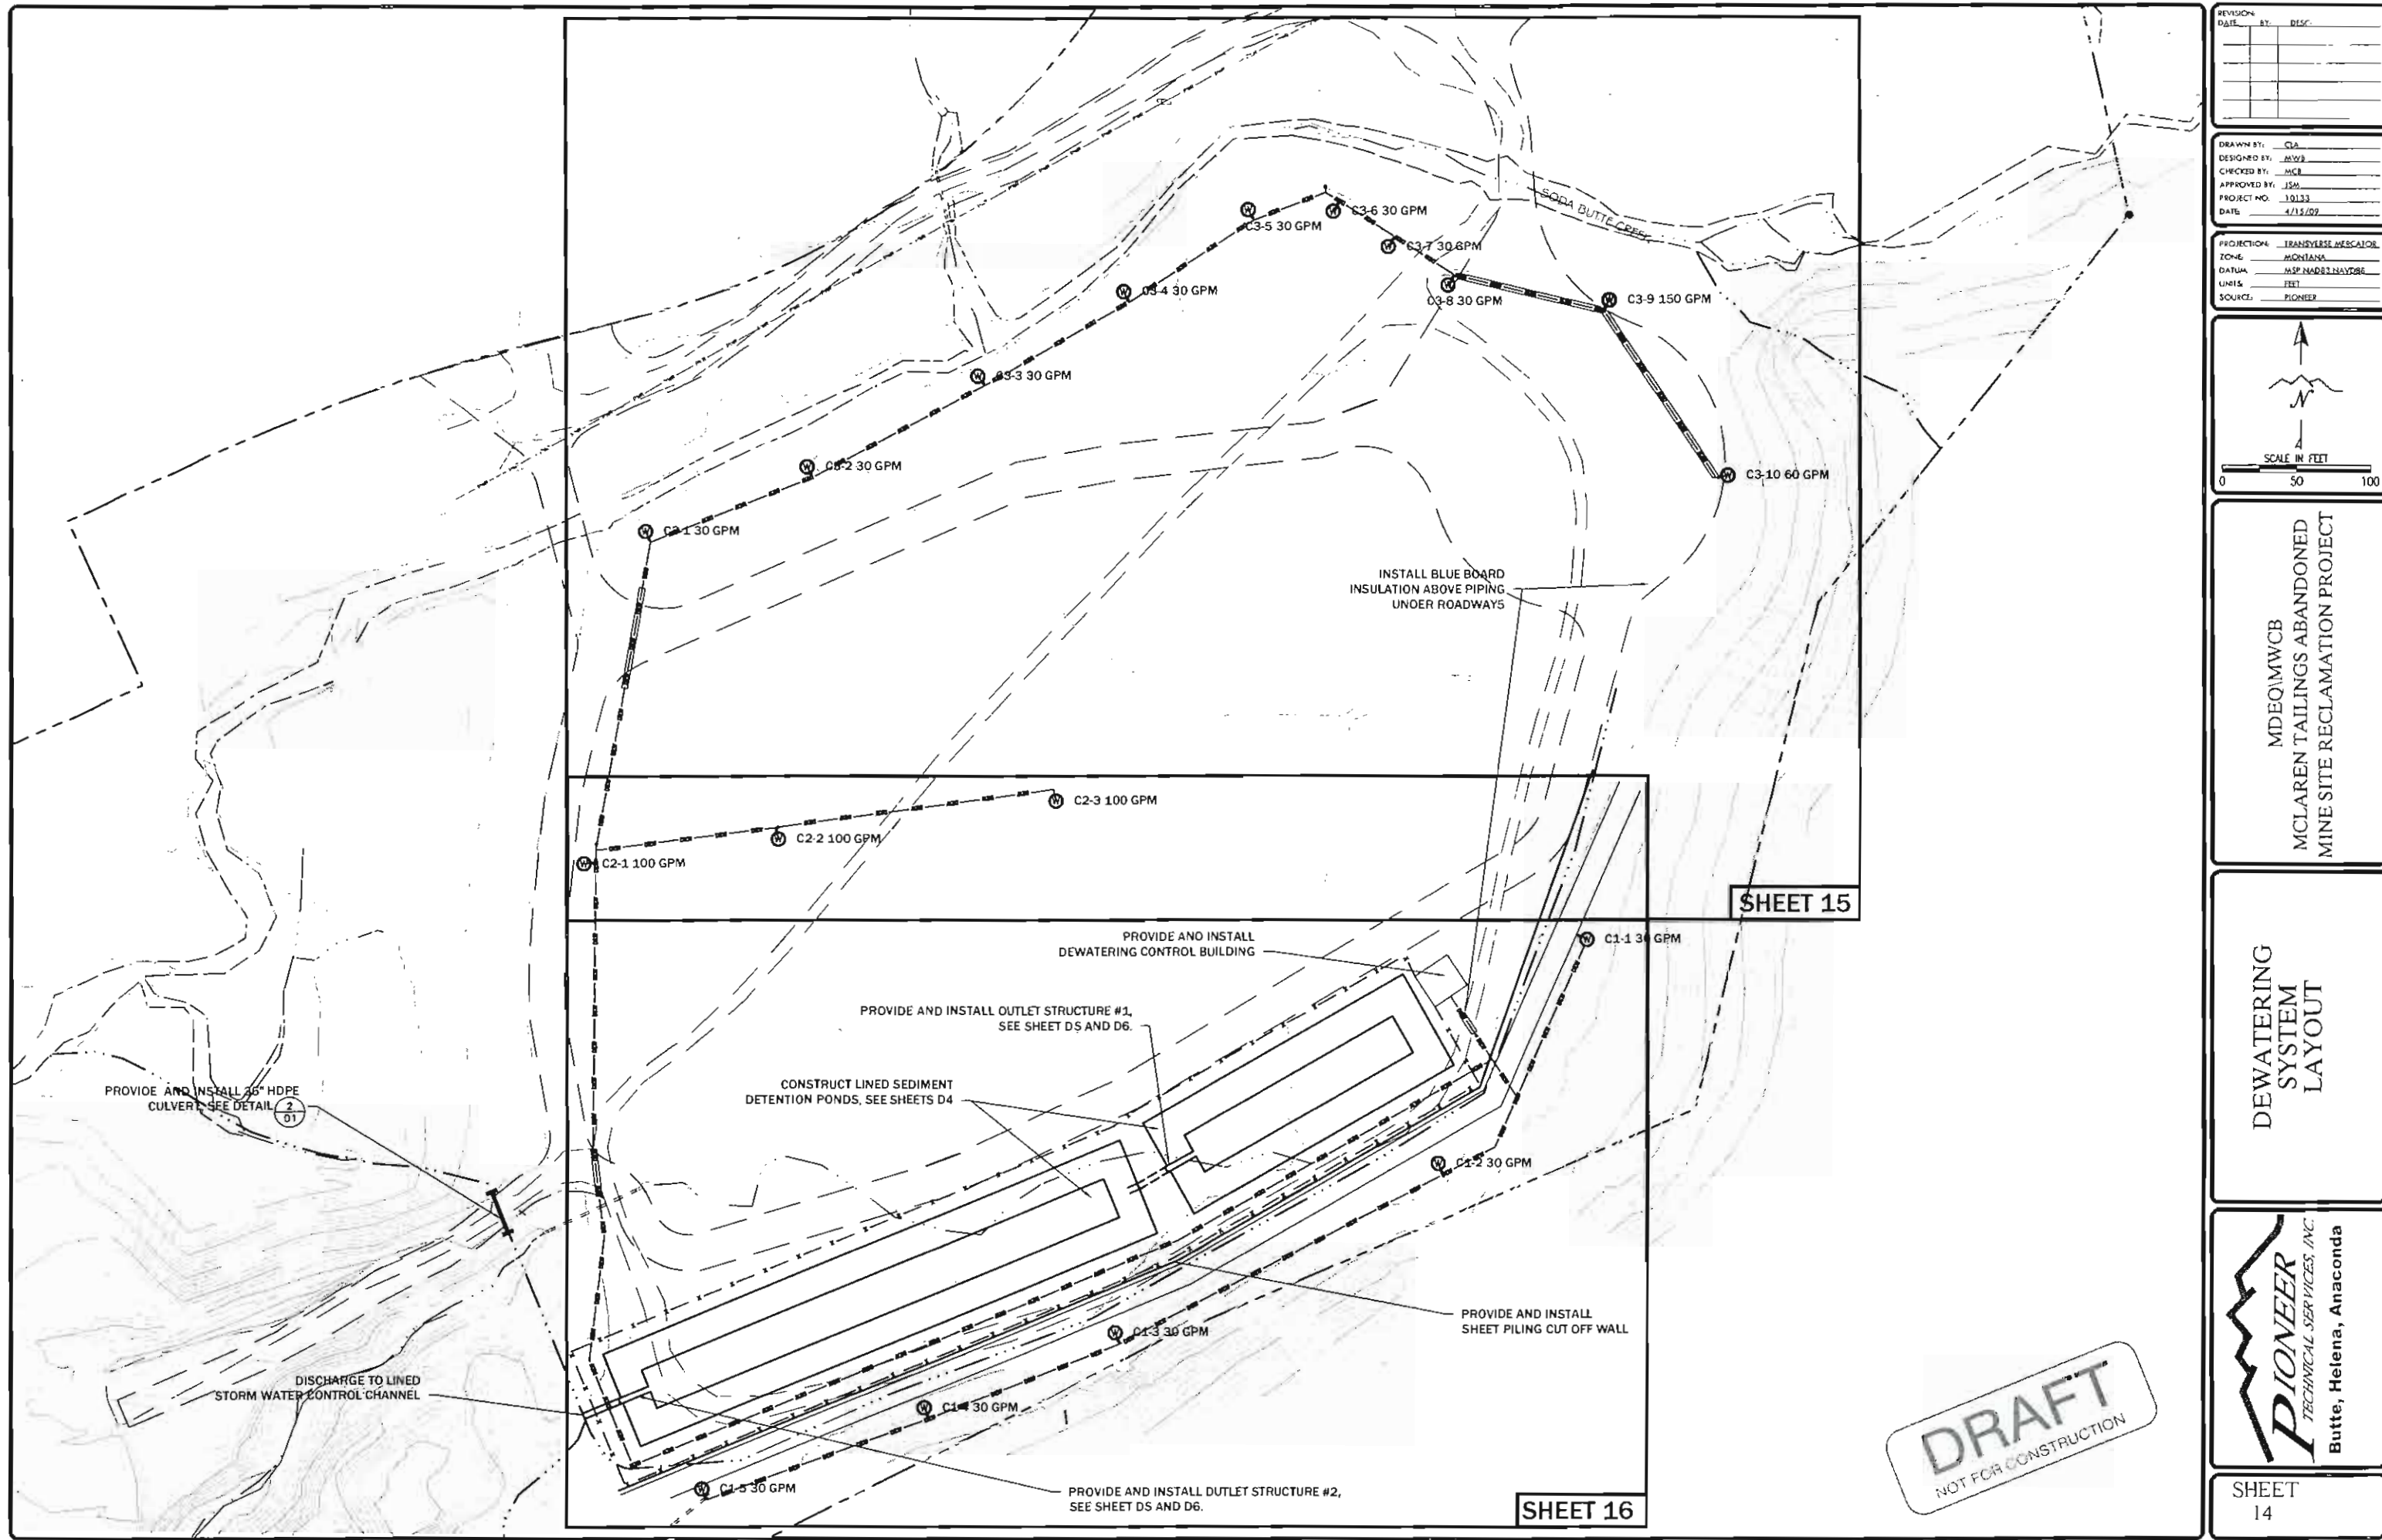 REVISION:
DATE BY: DESC:
DRAWN BY: CLA
DESIGNED BY: MWB
CHECKED BY: MCB
APPROVED BY: JSM
PROJECT NO. 10133
DATE 4/15/09
PROJECTION: TRANSVERSE MERCATOR
ZONE: MONTANA
DATUM: MSP NAD83 NAVD88
UNITS: FEET
SOURCE: PIONEER
N
SCALE IN FEET
0 50 100
MDEQ\MWCB
MCLAREN TAILINGS ABANDONED
MINE SITE RECLAMATION PROJECT
DEWATERING
SYSTEM
LAYOUT
PIONEER
TECHNICAL SERVICES, INC.
Butte, Helena, Anaconda
SHEET
14
SODA BUTTE CREEK
C3-5 30 GPM
C3-6 30 GPM
C3-7 30 GPM
C3-4 30 GPM
C3-8 30 GPM
C3-9 150 GPM
C3-3 30 GPM
C3-2 30 GPM
C3-10 60 GPM
C3-1 30 GPM
INSTALL BLUE BOARD
INSULATION ABOVE PIPING
UNDER ROADWAYS
C2-3 100 GPM
C2-2 100 GPM
C2-1 100 GPM
SHEET 15
PROVIDE AND INSTALL
DEWATERING CONTROL BUILDING
C1-1 30 GPM
PROVIDE AND INSTALL OUTLET STRUCTURE #1,
SEE SHEET DS AND D6.
CONSTRUCT LINED SEDIMENT
DETENTION PONDS, SEE SHEETS D4
PROVIOE AND INSTALL 36" HDPE
CULVERT, SEE DETAIL 2
01
C1-2 30 GPM
PROVIDE AND INSTALL
SHEET PILING CUT OFF WALL
C1-3 30 GPM
DISCHARGE TO LINED
STORM WATER CONTROL CHANNEL
C1-4 30 GPM
C1-5 30 GPM
PROVIDE AND INSTALL DUTLET STRUCTURE #2,
SEE SHEET DS AND D6.
SHEET 16
DRAFT
NOT FOR CONSTRUCTION